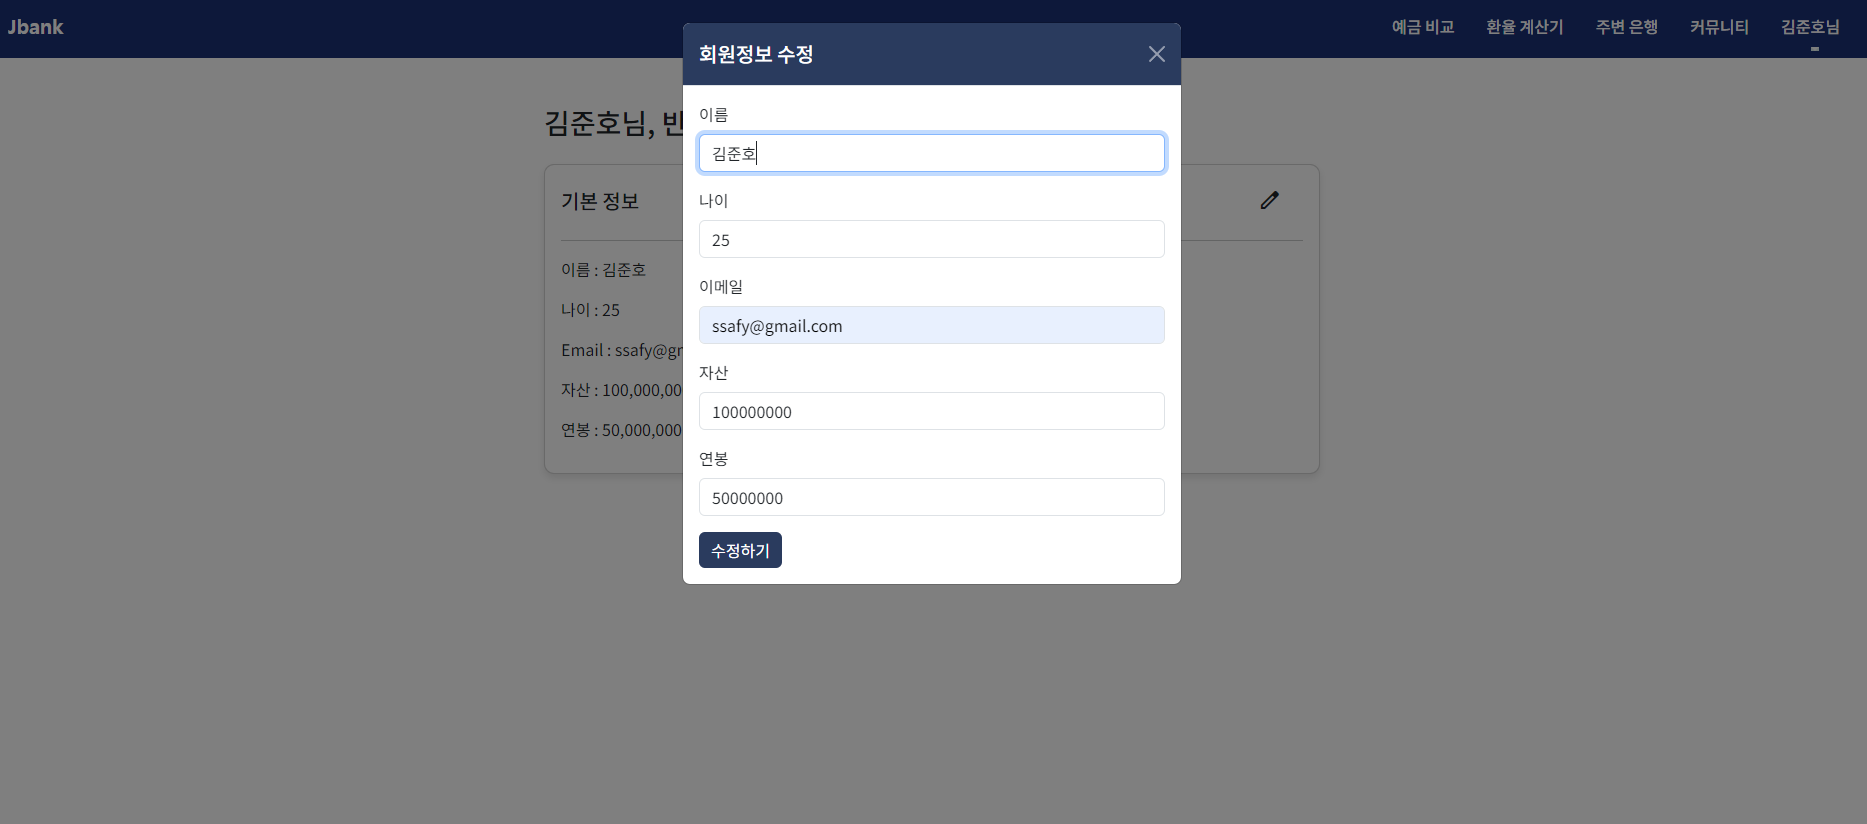 Jbank
예금 비교
환율 계산기
주변 은행
커뮤니티
김준호님
회원정보 수정
이름
김준호
나이
25
이메일
ssafy@gmail.com
자산
100000000
연봉
50000000
수정하기
김준호님,
기본 정보
이름 : 김준호
나이 : 25
Email : ssafy@g
자산 : 100,000,00
연봉 : 50,000,000